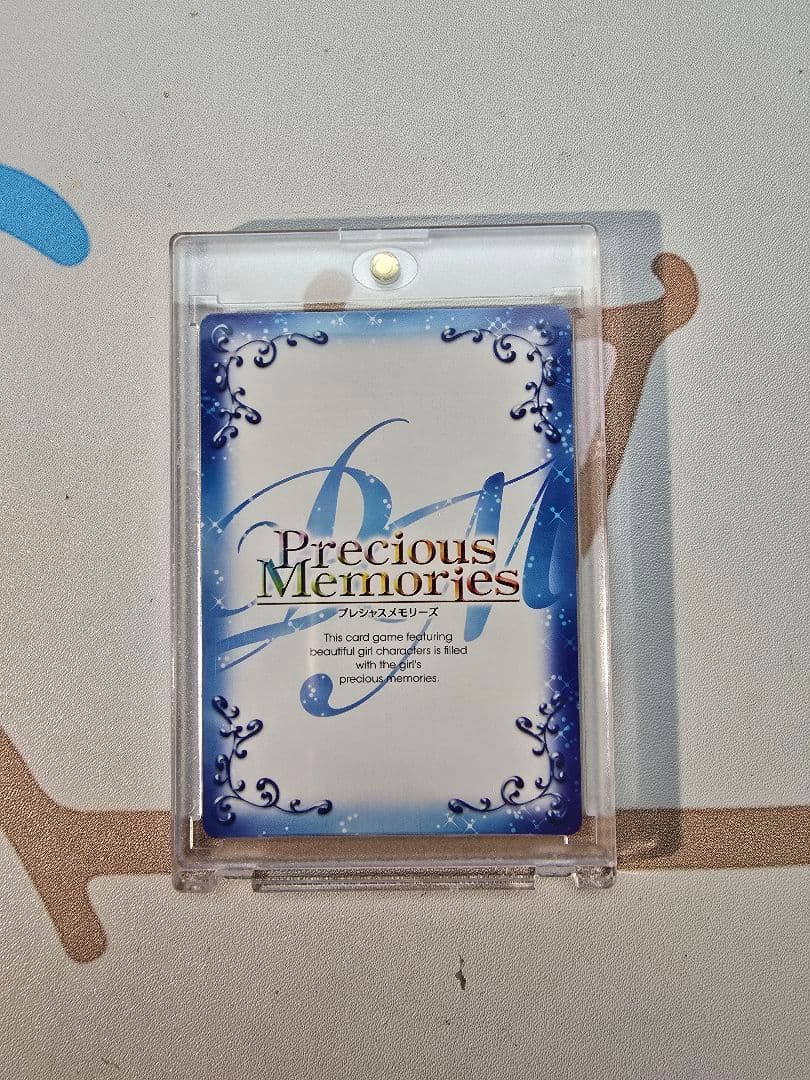 PM
Precious
Memories
プレシャスメモリーズ
This card game featuring
beautiful girl characters is filled
with the girl's
precious memories.